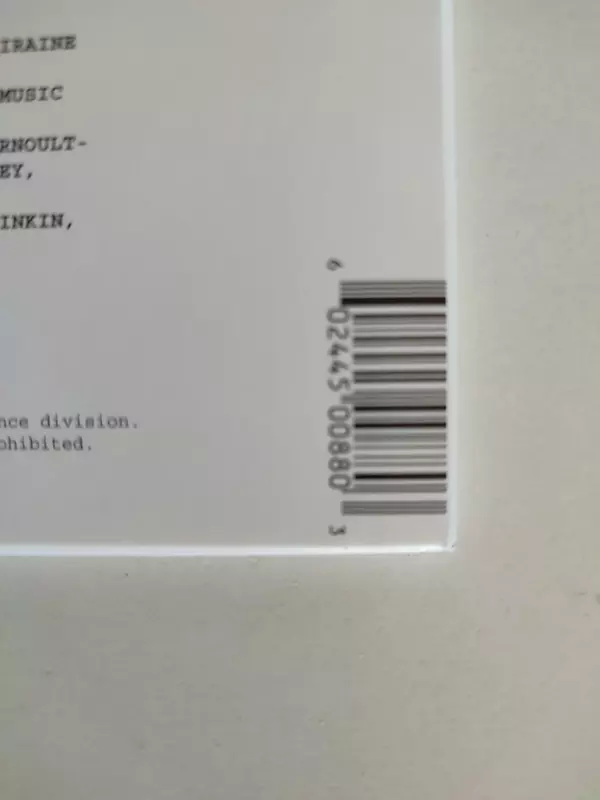 IRAINE
MUSIC
RNOULT-
EY,
INKIN,
nce division.
ohibited.
6 02445 00880 3